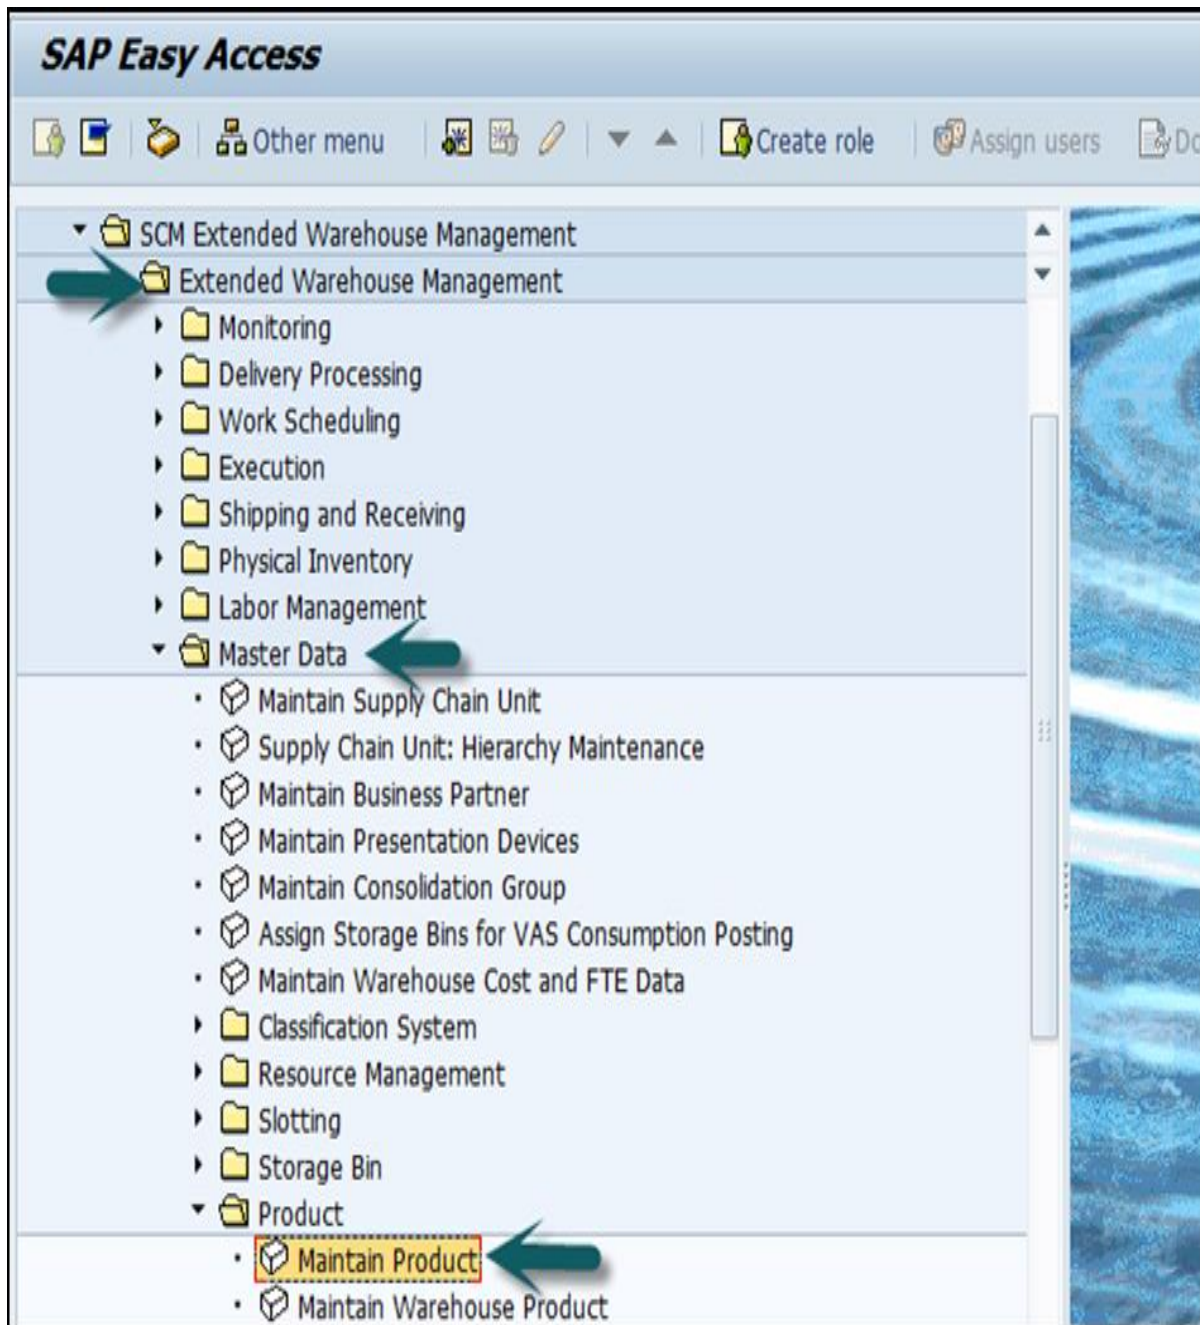 SAP Easy Access
Other menu
Create role
Assign users
SCM Extended Warehouse Management
Extended Warehouse Management
Monitoring
Delivery Processing
Work Scheduling
Execution
Shipping and Receiving
Physical Inventory
Labor Management
Master Data
Maintain Supply Chain Unit
Supply Chain Unit: Hierarchy Maintenance
Maintain Business Partner
Maintain Presentation Devices
Maintain Consolidation Group
Assign Storage Bins for VAS Consumption Posting
Maintain Warehouse Cost and FTE Data
Classification System
Resource Management
Slotting
Storage Bin
Product
Maintain Product
Maintain Warehouse Product